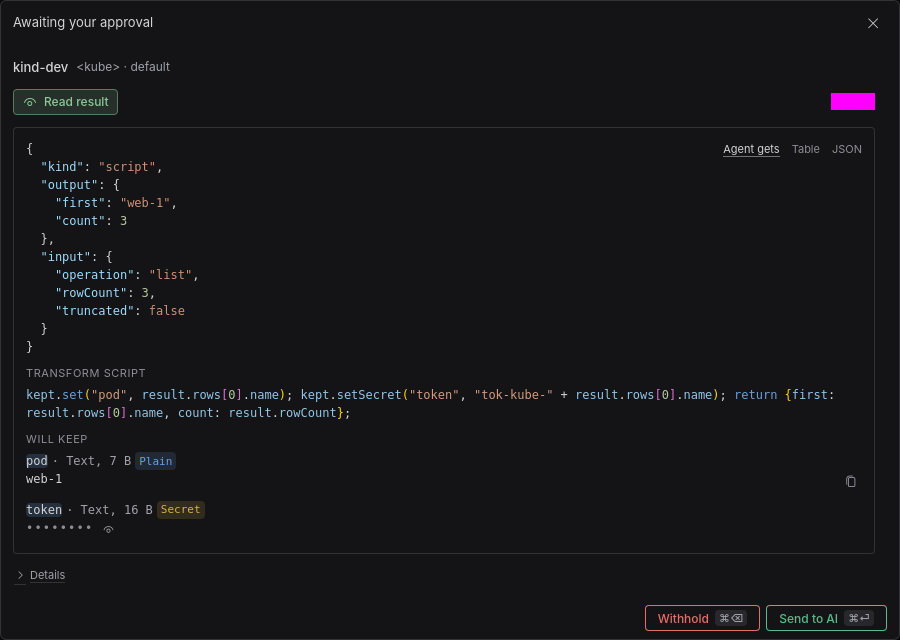 Awaiting your approval
kind-dev <kube> · default
Read result
Agent gets Table JSON
{
  "kind": "script",
  "output": {
    "first": "web-1",
    "count": 3
  },
  "input": {
    "operation": "list",
    "rowCount": 3,
    "truncated": false
  }
}
TRANSFORM SCRIPT
kept.set("pod", result.rows[0].name); kept.setSecret("token", "tok-kube-" + result.rows[0].name); return {first:
result.rows[0].name, count: result.rowCount};
WILL KEEP
pod · Text, 7 B Plain
web-1
token · Text, 16 B Secret
••••••••
Details
Withhold ⌘⌫ Send to AI ⌘⏎